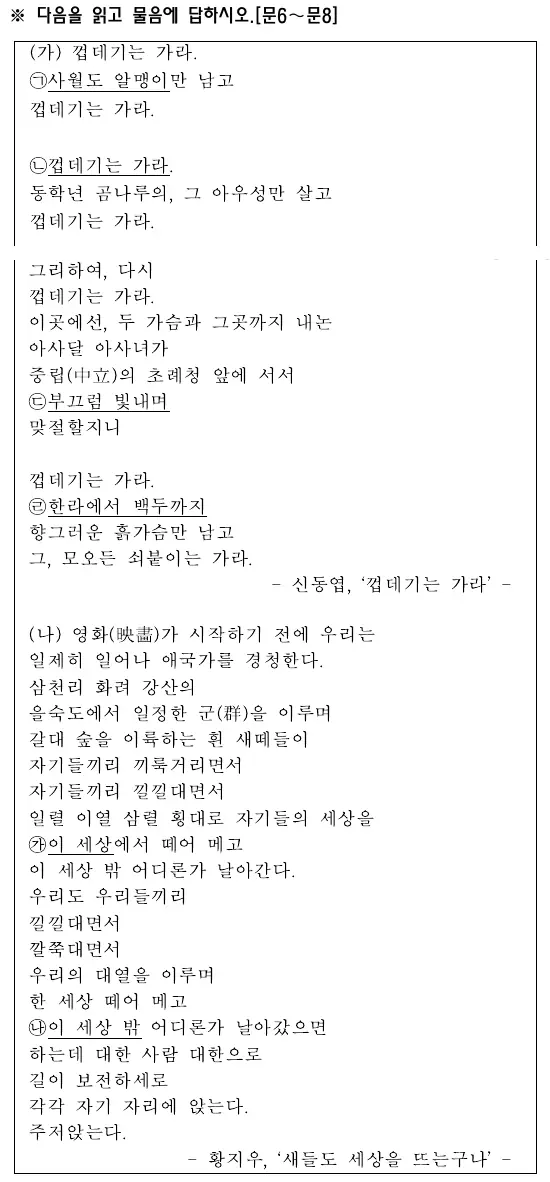 ※ 다음을 읽고 물음에 답하시오.[문6～문8]
(가) 껍데기는 가라.
㉠사월도 알맹이만 남고
껍데기는 가라.
㉡껍데기는 가라.
동학년 곰나루의, 그 아우성만 살고
껍데기는 가라.
그리하여, 다시
껍데기는 가라.
이곳에선, 두 가슴과 그곳까지 내논
아사달 아사녀가
중립(中立)의 초례청 앞에 서서
㉢부끄럼 빛내며
맞절할지니
껍데기는 가라.
㉣한라에서 백두까지
향그러운 흙가슴만 남고
그, 모오든 쇠붙이는 가라.
- 신동엽, ‘껍데기는 가라’ -
(나) 영화(映畵)가 시작하기 전에 우리는
일제히 일어나 애국가를 경청한다.
삼천리 화려 강산의
을숙도에서 일정한 군(群)을 이루며
갈대 숲을 이륙하는 흰 새떼들이
자기들끼리 끼룩거리면서
자기들끼리 낄낄대면서
일렬 이열 삼렬 횡대로 자기들의 세상을
㉮이 세상에서 떼어 메고
이 세상 밖 어디론가 날아간다.
우리도 우리들끼리
낄낄대면서
깔쭉대면서
우리의 대열을 이루며
한 세상 떼어 메고
㉯이 세상 밖 어디론가 날아갔으면
하는데 대한 사람 대한으로
길이 보전하세로
각각 자기 자리에 앉는다.
주저앉는다.
- 황지우, ‘새들도 세상을 뜨는구나’ -